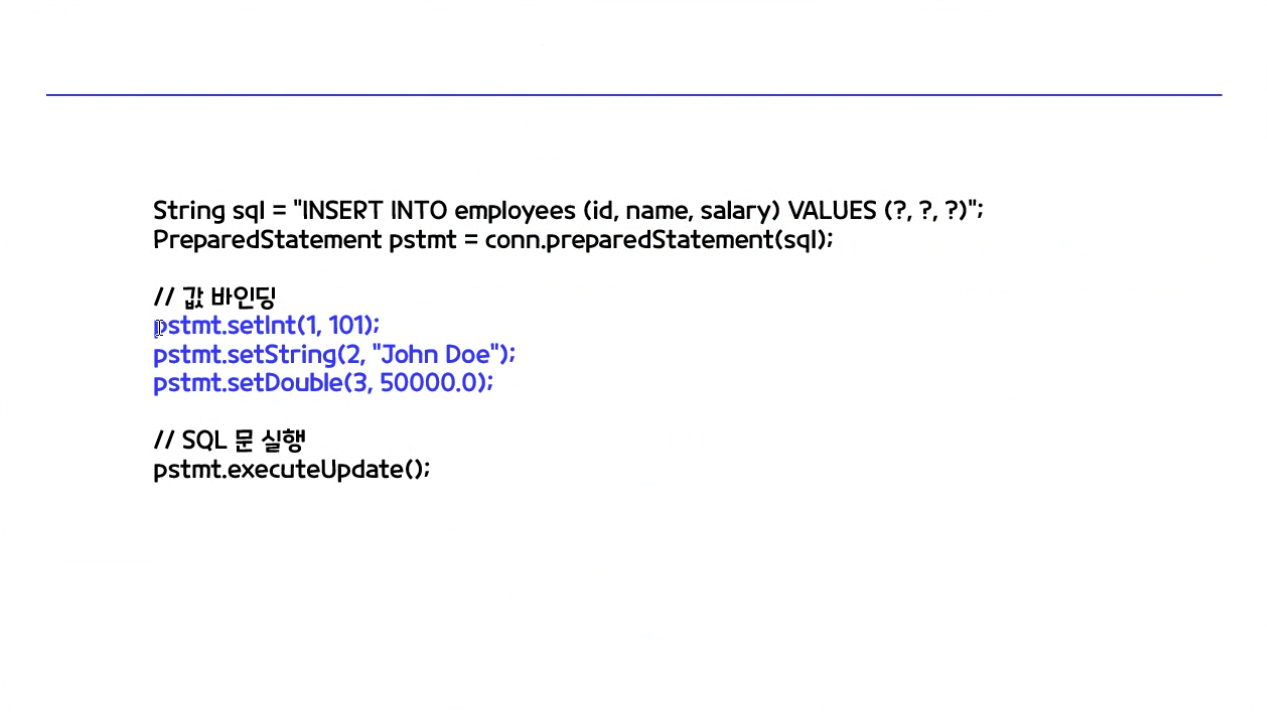 String sql = "INSERT INTO employees (id, name, salary) VALUES (?, ?, ?)";
PreparedStatement pstmt = conn.preparedStatement(sql);
// 값 바인딩
pstmt.setInt(1, 101);
pstmt.setString(2, "John Doe");
pstmt.setDouble(3, 50000.0);
// SQL 문 실행
pstmt.executeUpdate();